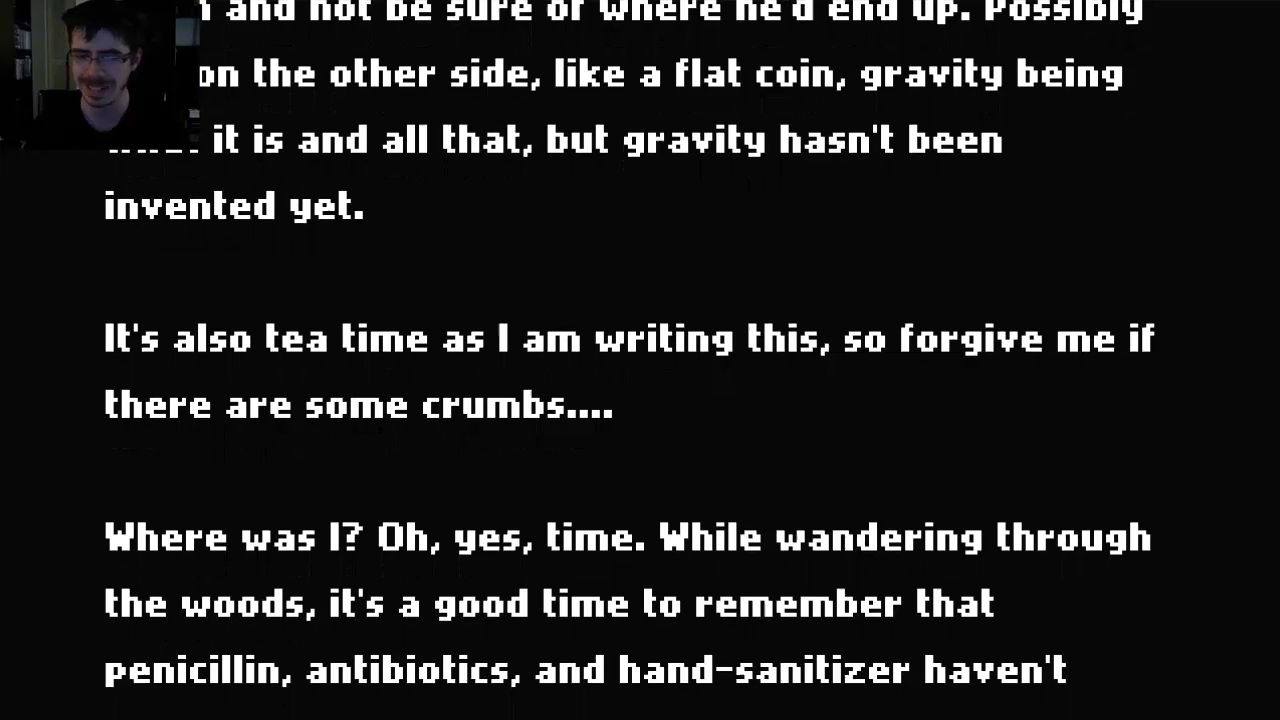 and not be sure of where he'd end up. Possibly
on the other side, like a flat coin, gravity being
it is and all that, but gravity hasn't been
invented yet.
It's also tea time as I am writing this, so forgive me if
there are some crumbs....
Where was I? Oh, yes, time. While wandering through
the woods, it's a good time to remember that
penicillin, antibiotics, and hand-sanitizer haven't